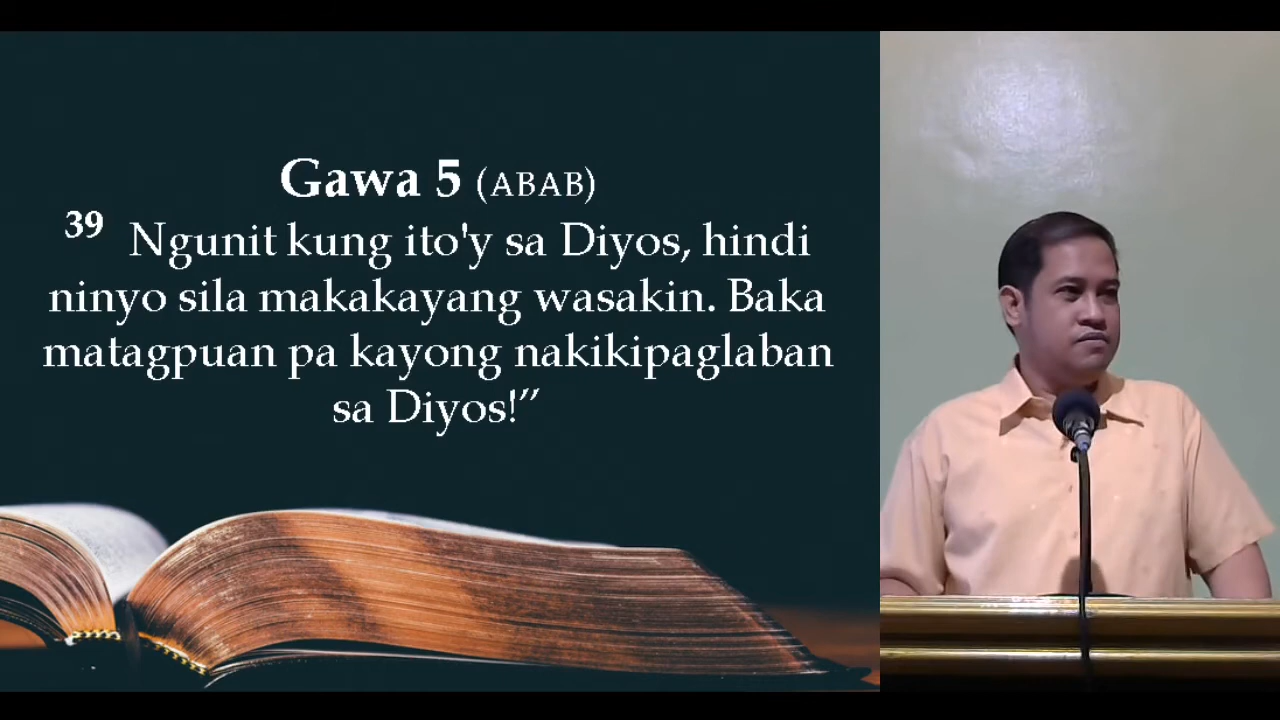 Gawa 5 (ABAB)
39 Ngunit kung ito'y sa Diyos, hindi
ninyo sila makakayang wasakin. Baka
matagpuan pa kayong nakikipaglaban
sa Diyos!”